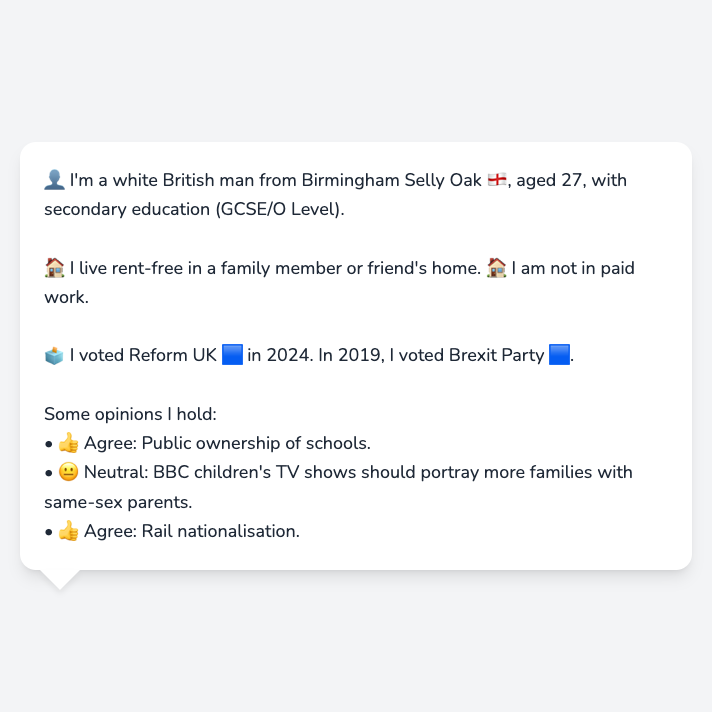 👤 I'm a white British man from Birmingham Selly Oak 🏴󠁧󠁢󠁥󠁮󠁧󠁿, aged 27, with
secondary education (GCSE/O Level).
🏠 I live rent-free in a family member or friend's home. 🏠 I am not in paid
work.
🗳️ I voted Reform UK 🟦 in 2024. In 2019, I voted Brexit Party 🟦.
Some opinions I hold:
• 👍 Agree: Public ownership of schools.
• 😐 Neutral: BBC children's TV shows should portray more families with
same-sex parents.
• 👍 Agree: Rail nationalisation.